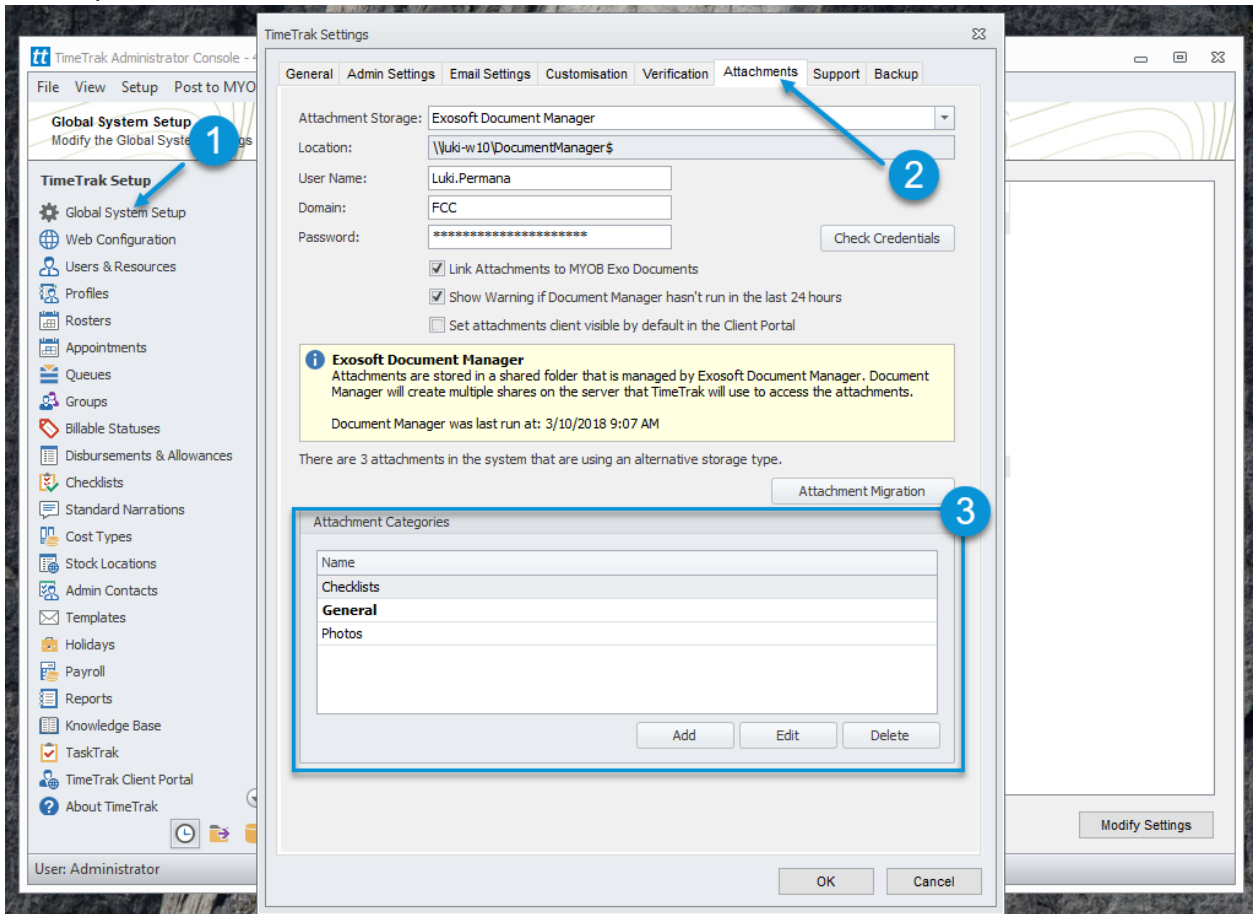 TimeTrak Settings
tt TimeTrak Administrator Console -
File View Setup Post to MYO
Global System Setup
Modify the Global
1
TimeTrak Setup
Global System Setup
Web Configuration
Users & Resources
Profiles
Rosters
Appointments
Queues
Groups
Billable Statuses
Disbursements & Allowances
Checklists
Standard Narrations
Cost Types
Stock Locations
Admin Contacts
Templates
Holidays
Payroll
Reports
Knowledge Base
TaskTrak
TimeTrak Client Portal
About TimeTrak
User: Administrator
General Admin Settings Email Settings Customisation Verification Attachments Support Backup
Attachment Storage: Exosoft Document Manager
Location: \\luki-w10\DocumentManager$
2
User Name: Luki.Permana
Domain: FCC
Password: *********************
Check Credentials
Link Attachments to MYOB Exo Documents
Show Warning if Document Manager hasn't run in the last 24 hours
Set attachments client visible by default in the Client Portal
Exosoft Document Manager
Attachments are stored in a shared folder that is managed by Exosoft Document Manager. Document
Manager will create multiple shares on the server that TimeTrak will use to access the attachments.
Document Manager was last run at: 3/10/2018 9:07 AM
There are 3 attachments in the system that are using an alternative storage type.
Attachment Migration
3
Attachment Categories
Name
Checklists
General
Photos
Add Edit Delete
OK Cancel
Modify Settings